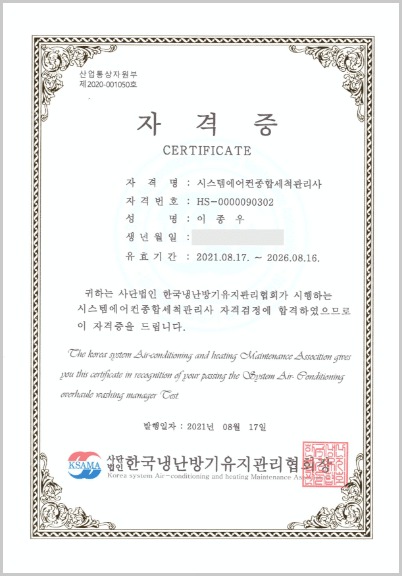 산업통상자원부
제2020-001050호
자 격 증
CERTIFICATE
자 격 명 : 시스템에어컨종합세척관리사
자격번호 : HS-0000090302
성 명 : 이 종 우
생년월일 :
유효기간 : 2021.08.17. ~ 2026.08.16.
귀하는 사단법인 한국냉난방기유지관리협회가 시행하는
시스템에어컨종합세척관리사 자격검정에 합격하였으므로
이 자격증을 드립니다.
The korea system Air-conditioning and heating Maintenance Assocition gives
you this certificate in recognition of your passing the System Air- Conditioning
overhaule washing manager Test.
발행일자 : 2021년 08월 17일
KSAMA 사단법인 한국냉난방기유지관리협회장
Korea system Air-conditioning and heating Maintenance